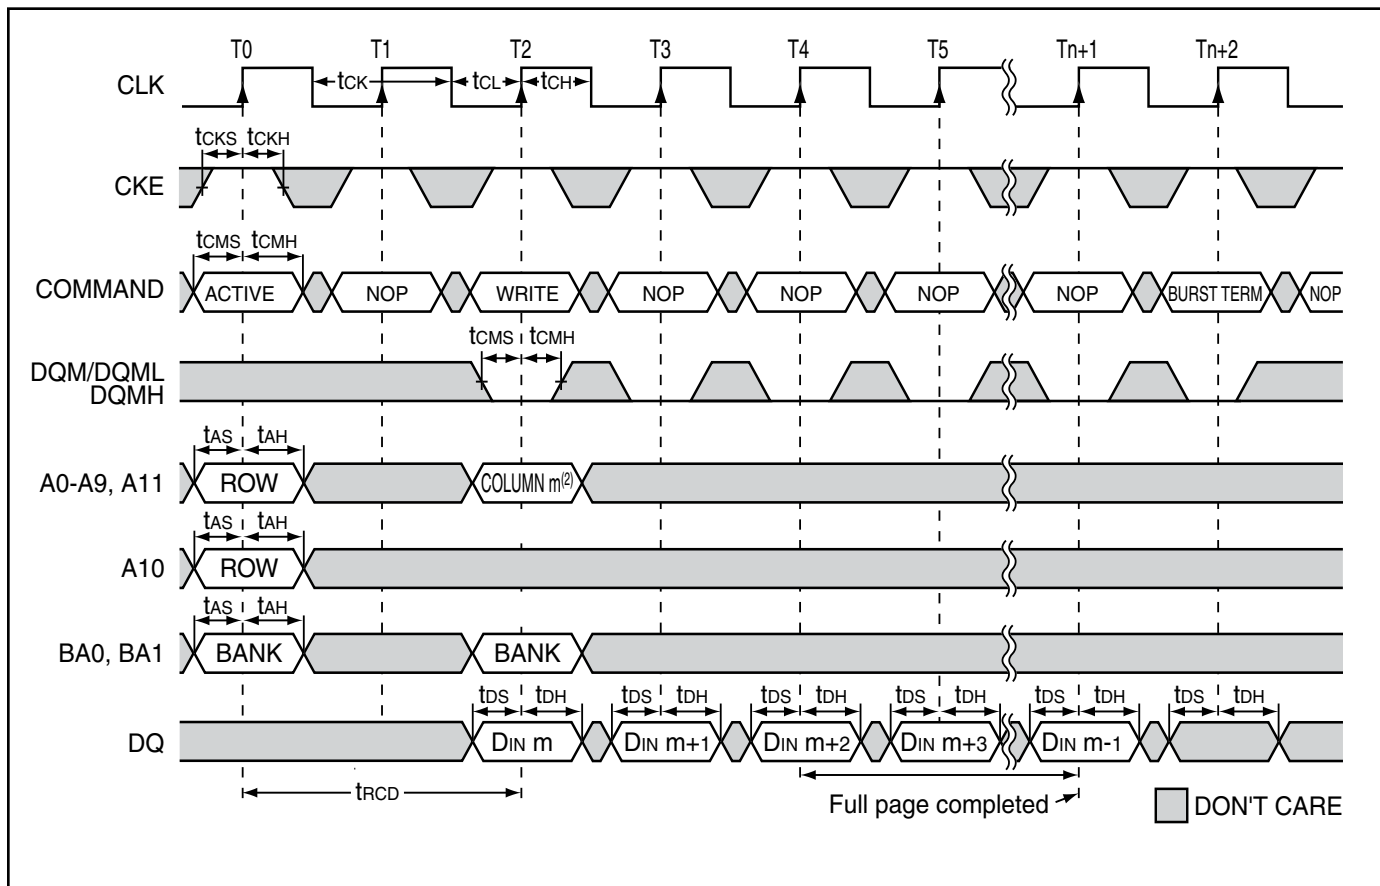 T0 T1 T2 T3 T4 T5 Tn+1 Tn+2
CLK tCK tCL tCH
tCKS tCKH
CKE
tCMS tCMH
COMMAND ACTIVE NOP WRITE NOP NOP NOP NOP BURST TERM NOP
tCMS tCMH
DQM/DQML
DQMH
tAS tAH
A0-A9, A11 ROW COLUMN m(2)
tAS tAH
A10 ROW
tAS tAH
BA0, BA1 BANK BANK
tDS tDH tDS tDH tDS tDH tDS tDH tDS tDH tDS tDH
DQ DIN m DIN m+1 DIN m+2 DIN m+3 DIN m-1
tRCD
Full page completed
DON'T CARE